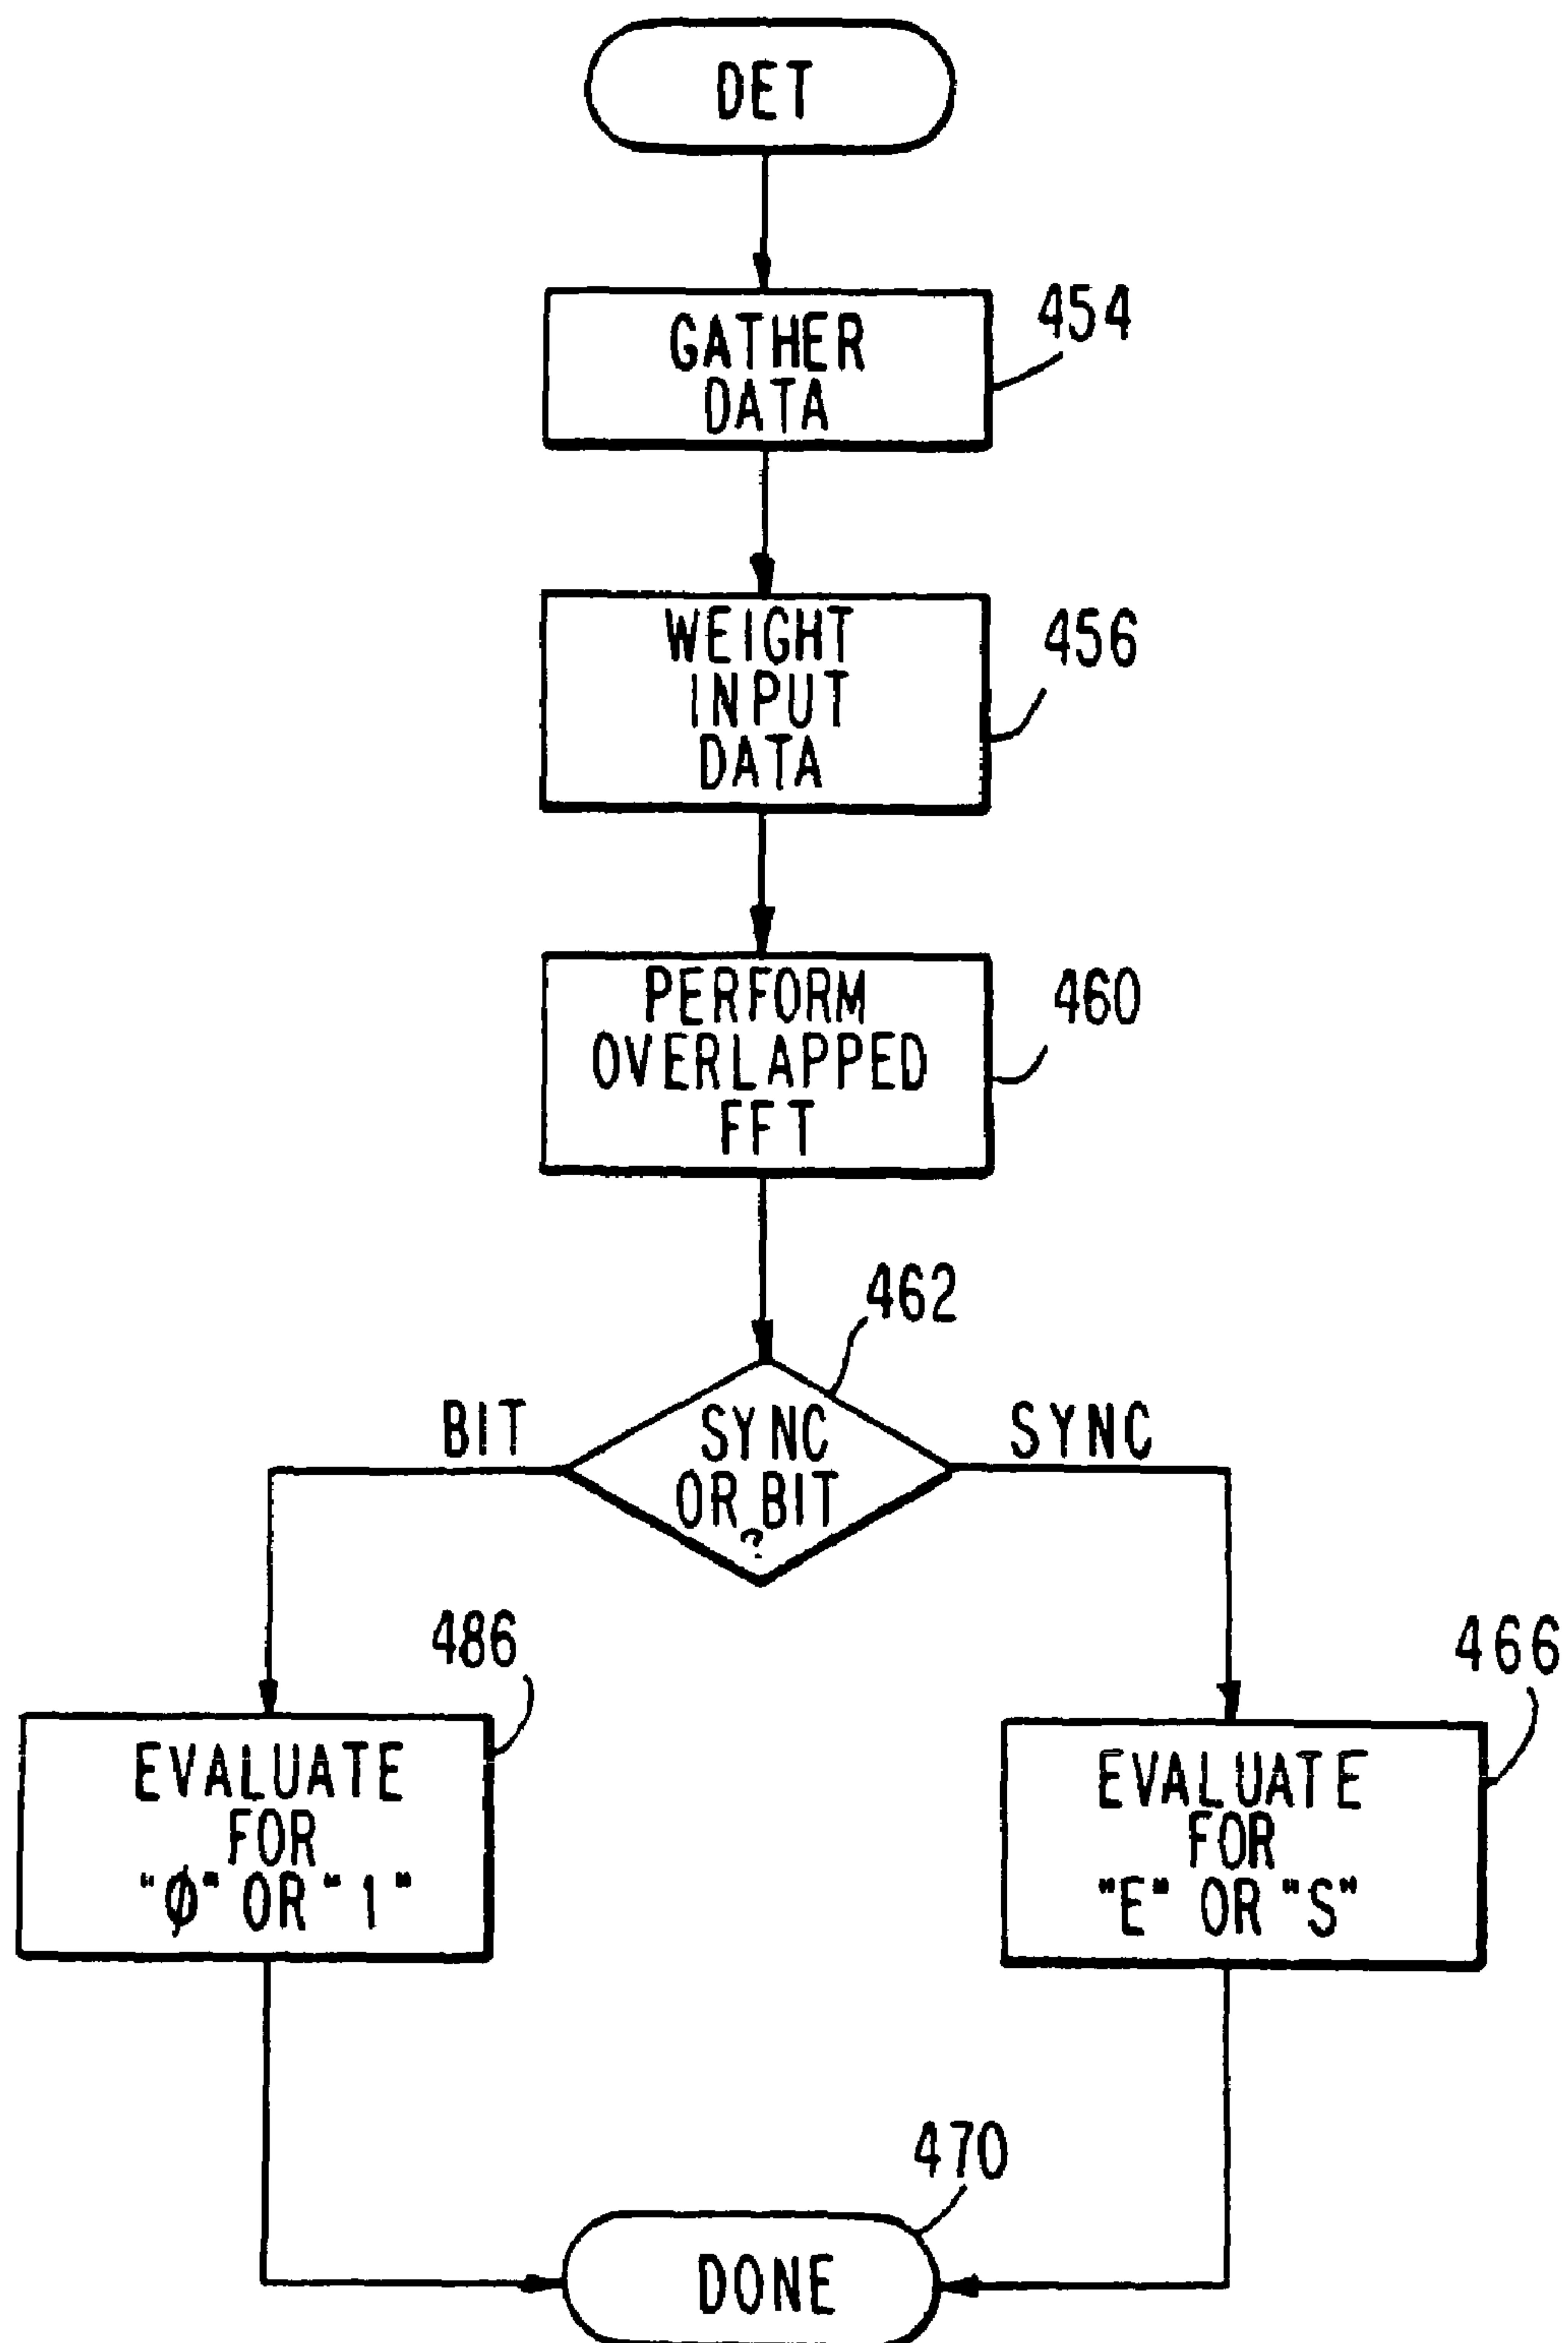 DET
GATHER
DATA
454
WEIGHT
INPUT
DATA
456
PERFORM
OVERLAPPED
FFT
460
462
BIT
SYNC
OR BIT
?
SYNC
486
EVALUATE
FOR
"Ø" OR "1"
466
EVALUATE
FOR
"E" OR "S"
470
DONE